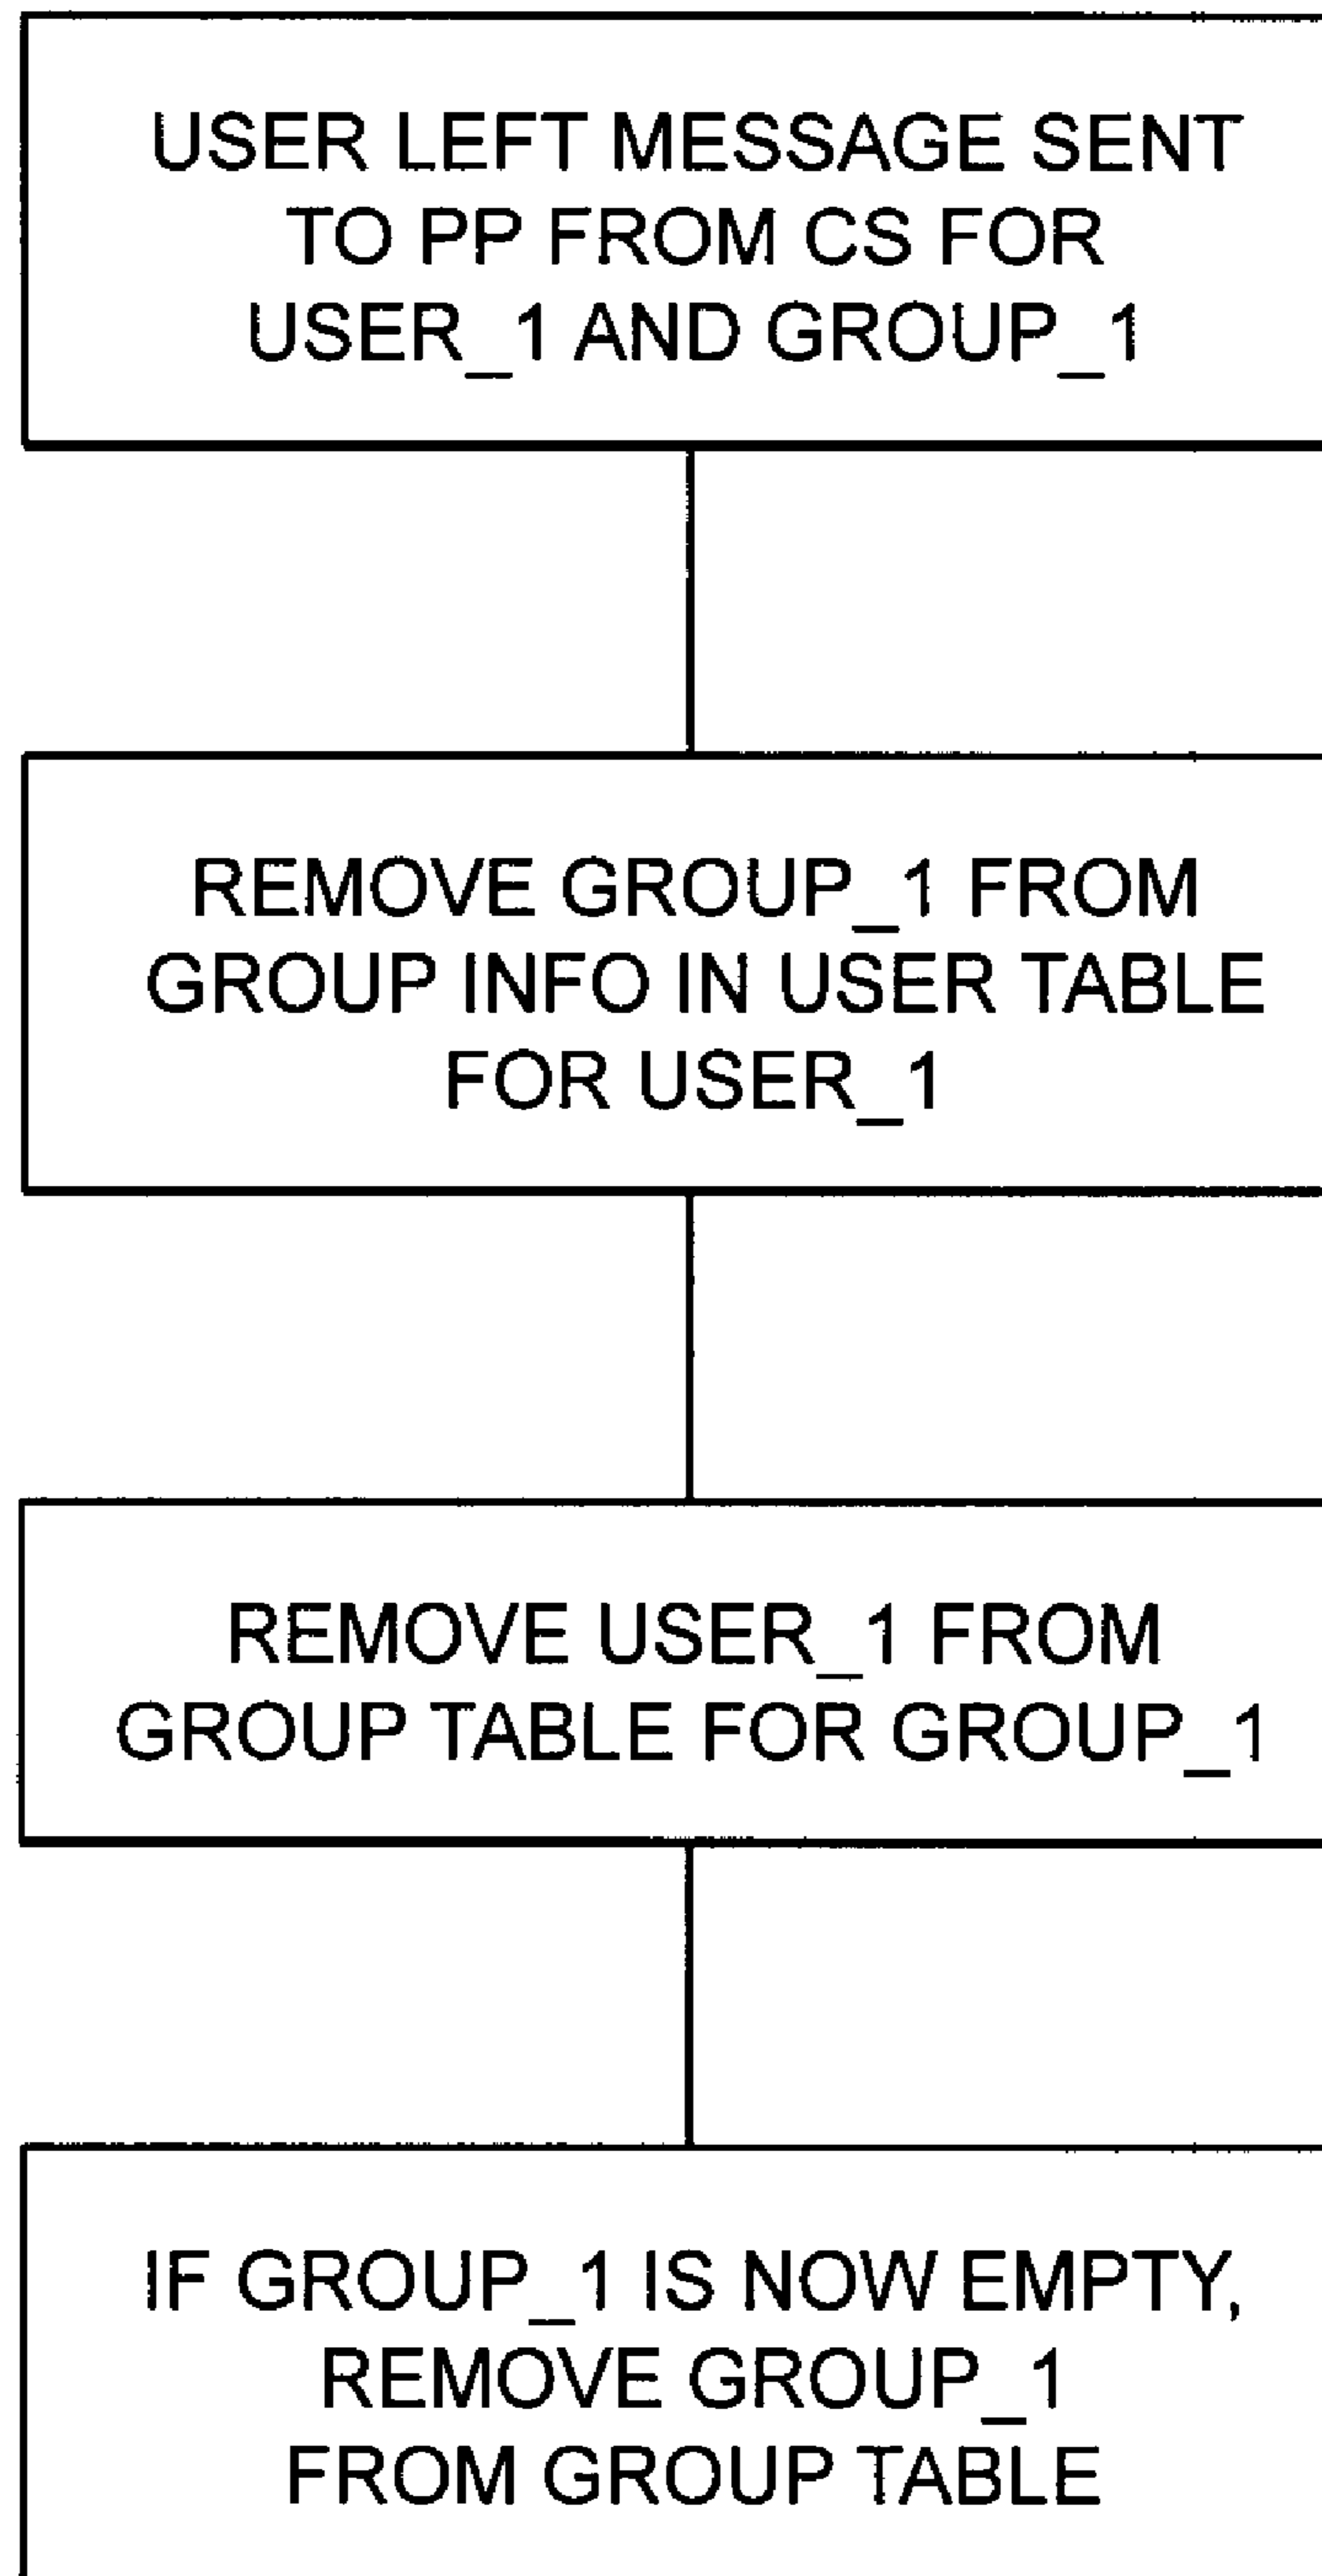 USER LEFT MESSAGE SENT
TO PP FROM CS FOR
USER_1 AND GROUP_1
REMOVE GROUP_1 FROM
GROUP INFO IN USER TABLE
FOR USER_1
REMOVE USER_1 FROM
GROUP TABLE FOR GROUP_1
IF GROUP_1 IS NOW EMPTY,
REMOVE GROUP_1
FROM GROUP TABLE